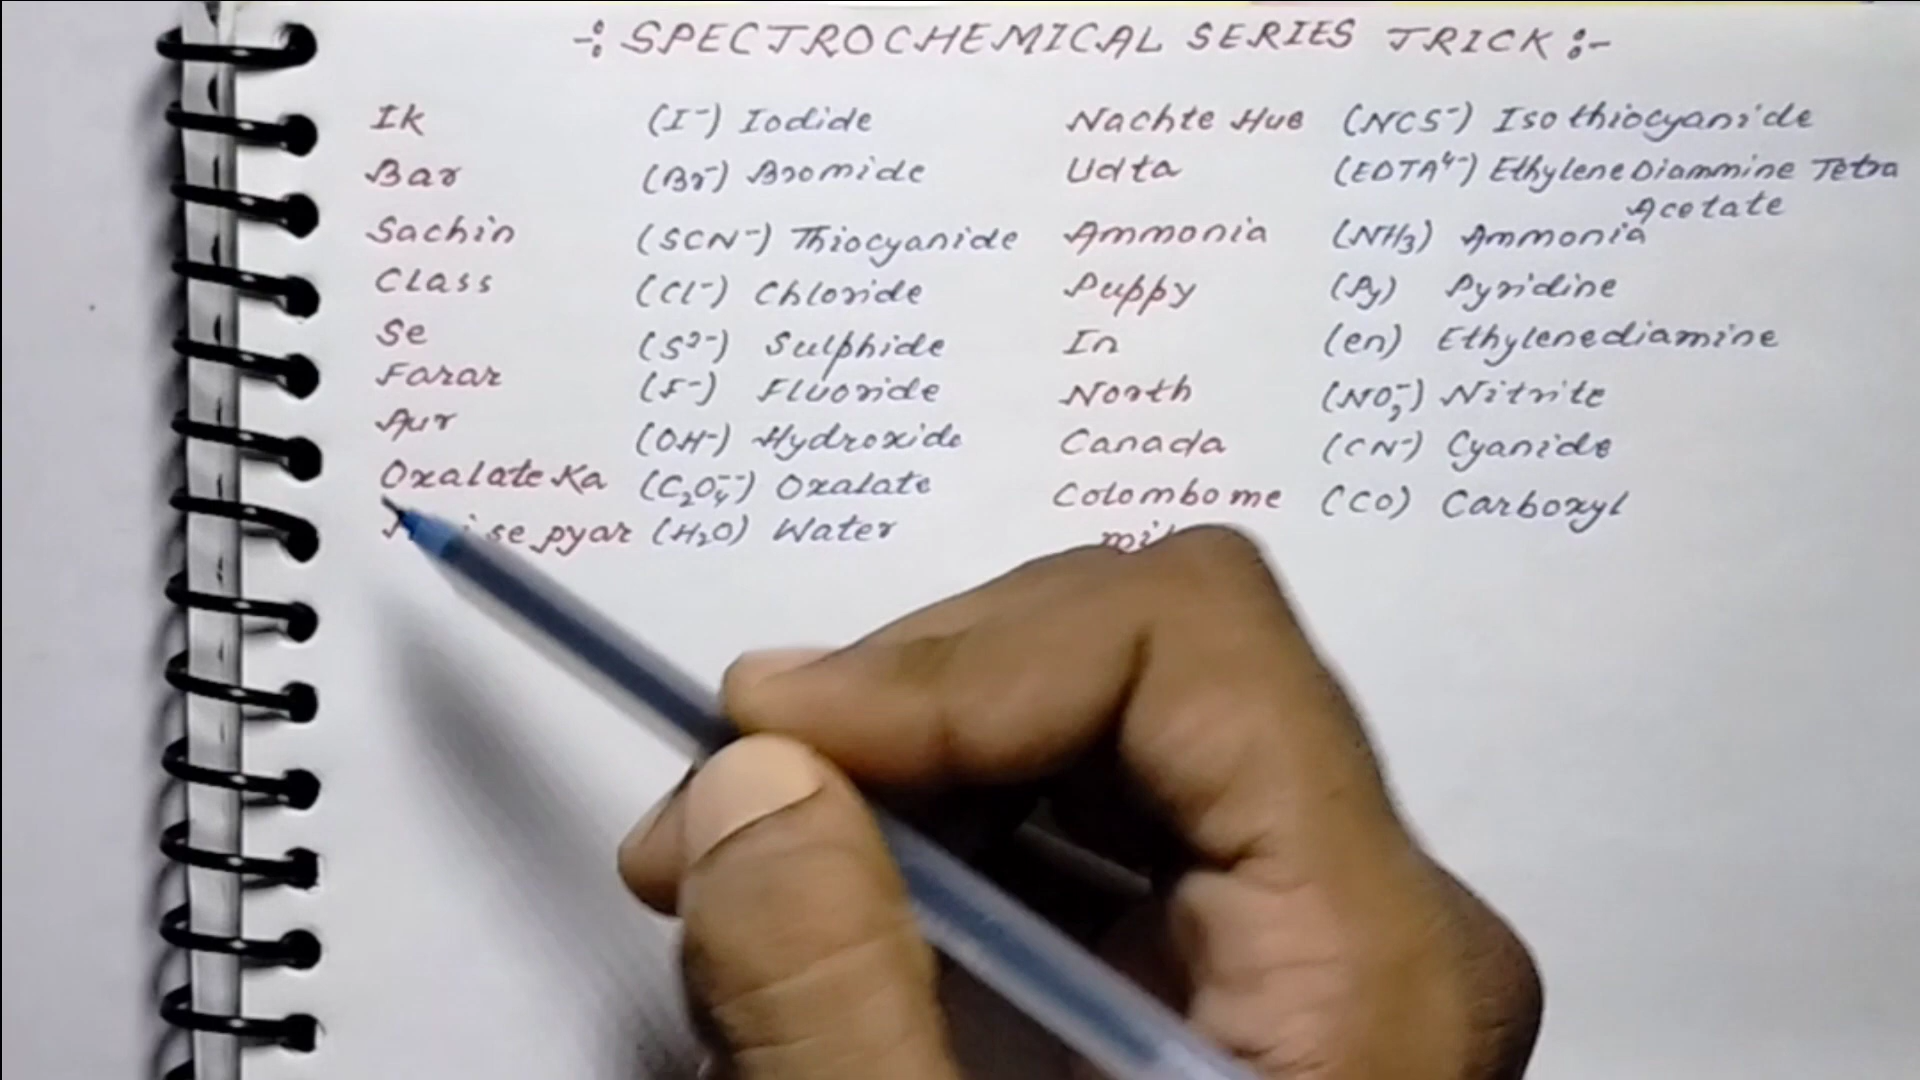 -: SPECTROCHEMICAL SERIES TRICK :-
Ik (I⁻) Iodide
Bar (Br⁻) Bromide
Sachin (SCN⁻) Thiocyanide
Class (Cl⁻) Chloride
Se (S²⁻) Sulphide
Farar (F⁻) Fluoride
Aur (OH⁻) Hydroxide
Oxalate Ka (C₂O₄⁻⁻) Oxalate
se pyar (H₂O) Water
Nachte Hue (NCS⁻) Isothiocyanide
Udta (EDTA⁴⁻) Ethylene Diammine Tetra
Acetate
Ammonia (NH₃) Ammonia
Puppy (Py) Pyridine
In (en) Ethylenediamine
North (NO₂⁻) Nitrite
Canada (CN⁻) Cyanide
Colombo me (CO) Carboxyl